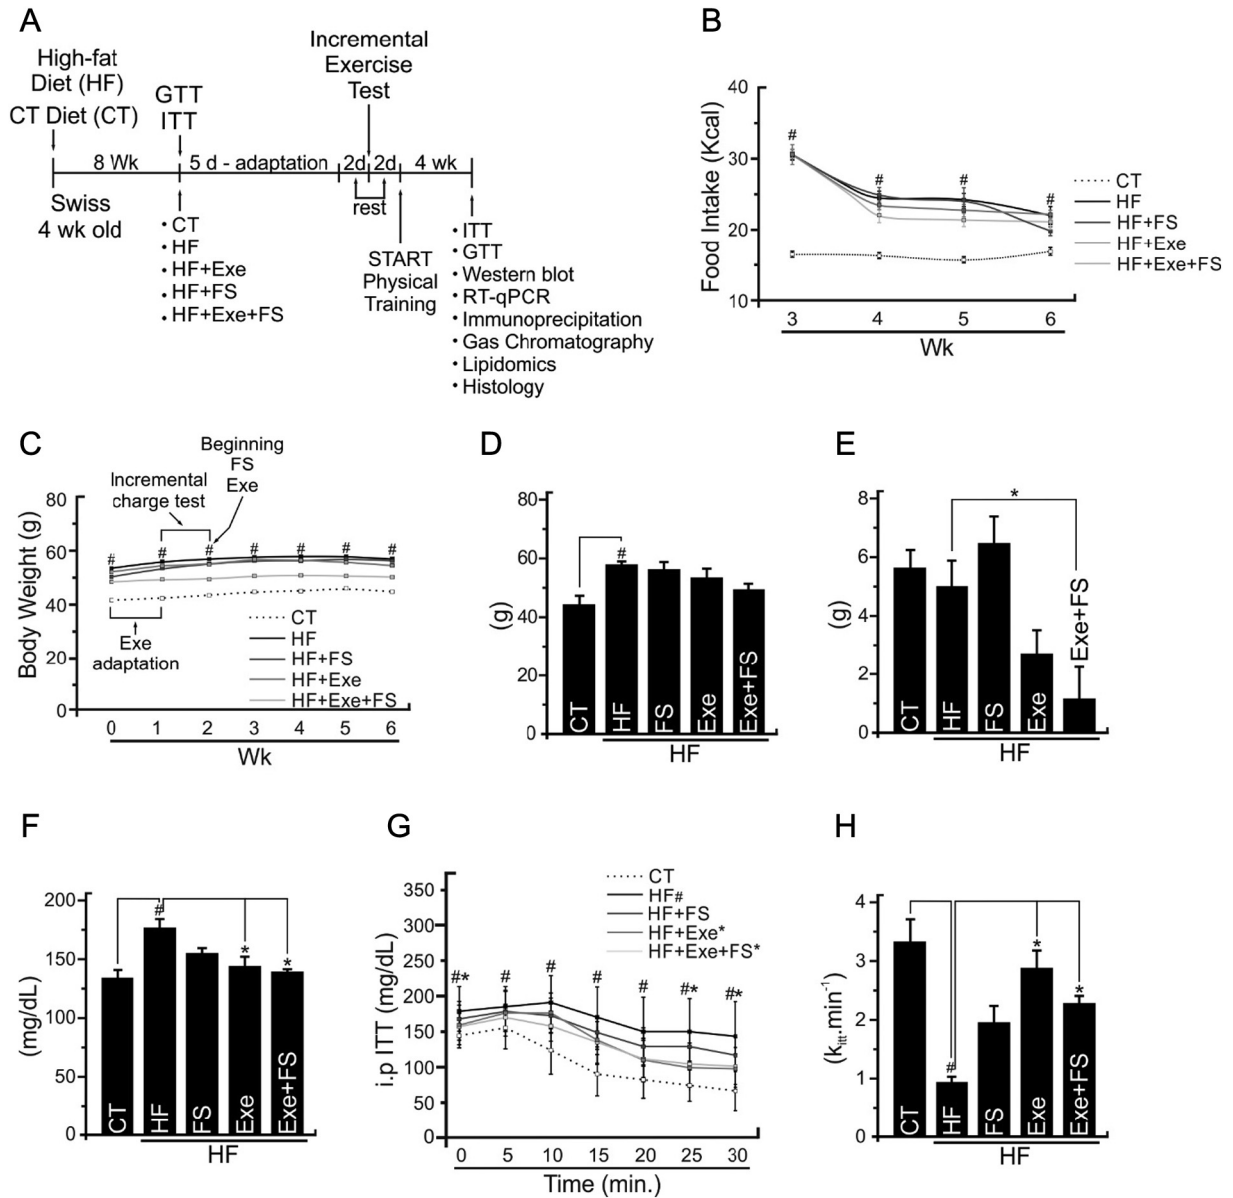 A
High-fat
Diet (HF)
CT Diet (CT)
GTT
ITT
Incremental
Exercise
Test
8 Wk
5 d - adaptation
2d
2d
4 wk
rest
Swiss
4 wk old
• CT
• HF
• HF+Exe
• HF+FS
• HF+Exe+FS
START
Physical
Training
• ITT
• GTT
• Western blot
• RT-qPCR
• Immunoprecipitation
• Gas Chromatography
• Lipidomics
• Histology
B
Food Intake (Kcal)
40
30
20
10
# # # #
3 4 5 6
Wk
CT
HF
HF+FS
HF+Exe
HF+Exe+FS
C
Beginning
FS
Exe
Incremental
charge test
Body Weight (g)
80
60
40
20
0
# # # # # # #
Exe
adaptation
CT
HF
HF+FS
HF+Exe
HF+Exe+FS
0 1 2 3 4 5 6
Wk
D
(g)
80
60
40
20
0
#
CT HF FS Exe Exe+FS
HF
E
(g)
8
6
4
2
0
*
CT HF FS Exe Exe+FS
HF
F
(mg/dL)
200
150
100
50
0
# * *
CT HF FS Exe Exe+FS
HF
G
i.p ITT (mg/dL)
350
300
250
200
150
100
50
0
CT
HF#
HF+FS
HF+Exe*
HF+Exe+FS*
#* # # # # #* #*
0 5 10 15 20 25 30
Time (min.)
H
(kitt.min-1)
4
3
2
1
0
# * *
CT HF FS Exe Exe+FS
HF